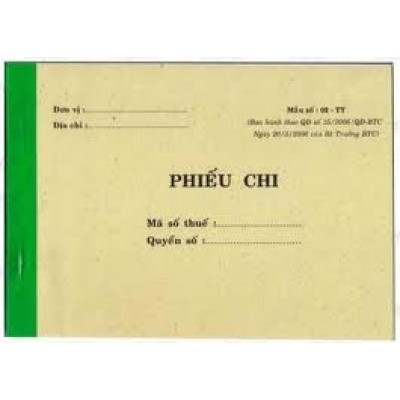 Đơn vị :
Địa chỉ :
Mẫu số : 02 - TT
(Ban hành theo QĐ số 15/2006/QĐ-BTC
Ngày 20/3/2006 của Bộ Trưởng BTC)
PHIẾU CHI
Mã số thuế :
Quyển số :